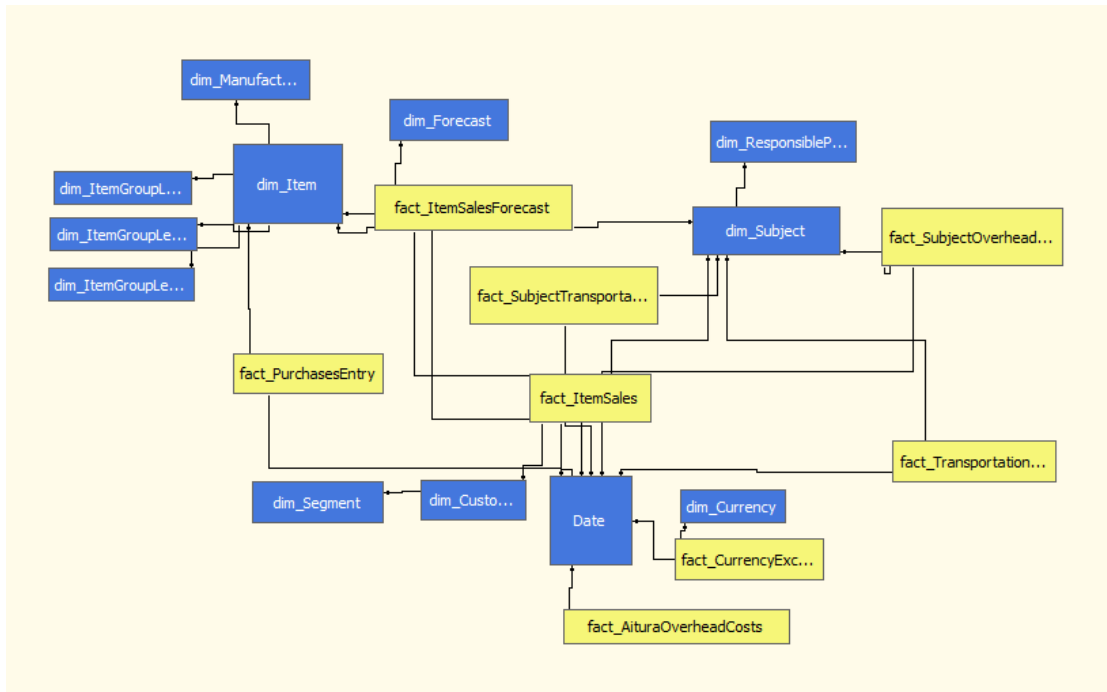 dim_Manufact...
dim_Forecast
dim_ResponsibleP...
dim_Item
dim_ItemGroupL...
fact_ItemSalesForecast
dim_ItemGroupLe...
dim_Subject
fact_SubjectOverhead...
dim_ItemGroupLe...
fact_SubjectTransporta...
fact_PurchasesEntry
fact_ItemSales
fact_Transportation...
dim_Segment
dim_Custo...
Date
dim_Currency
fact_CurrencyExc...
fact_AituraOverheadCosts